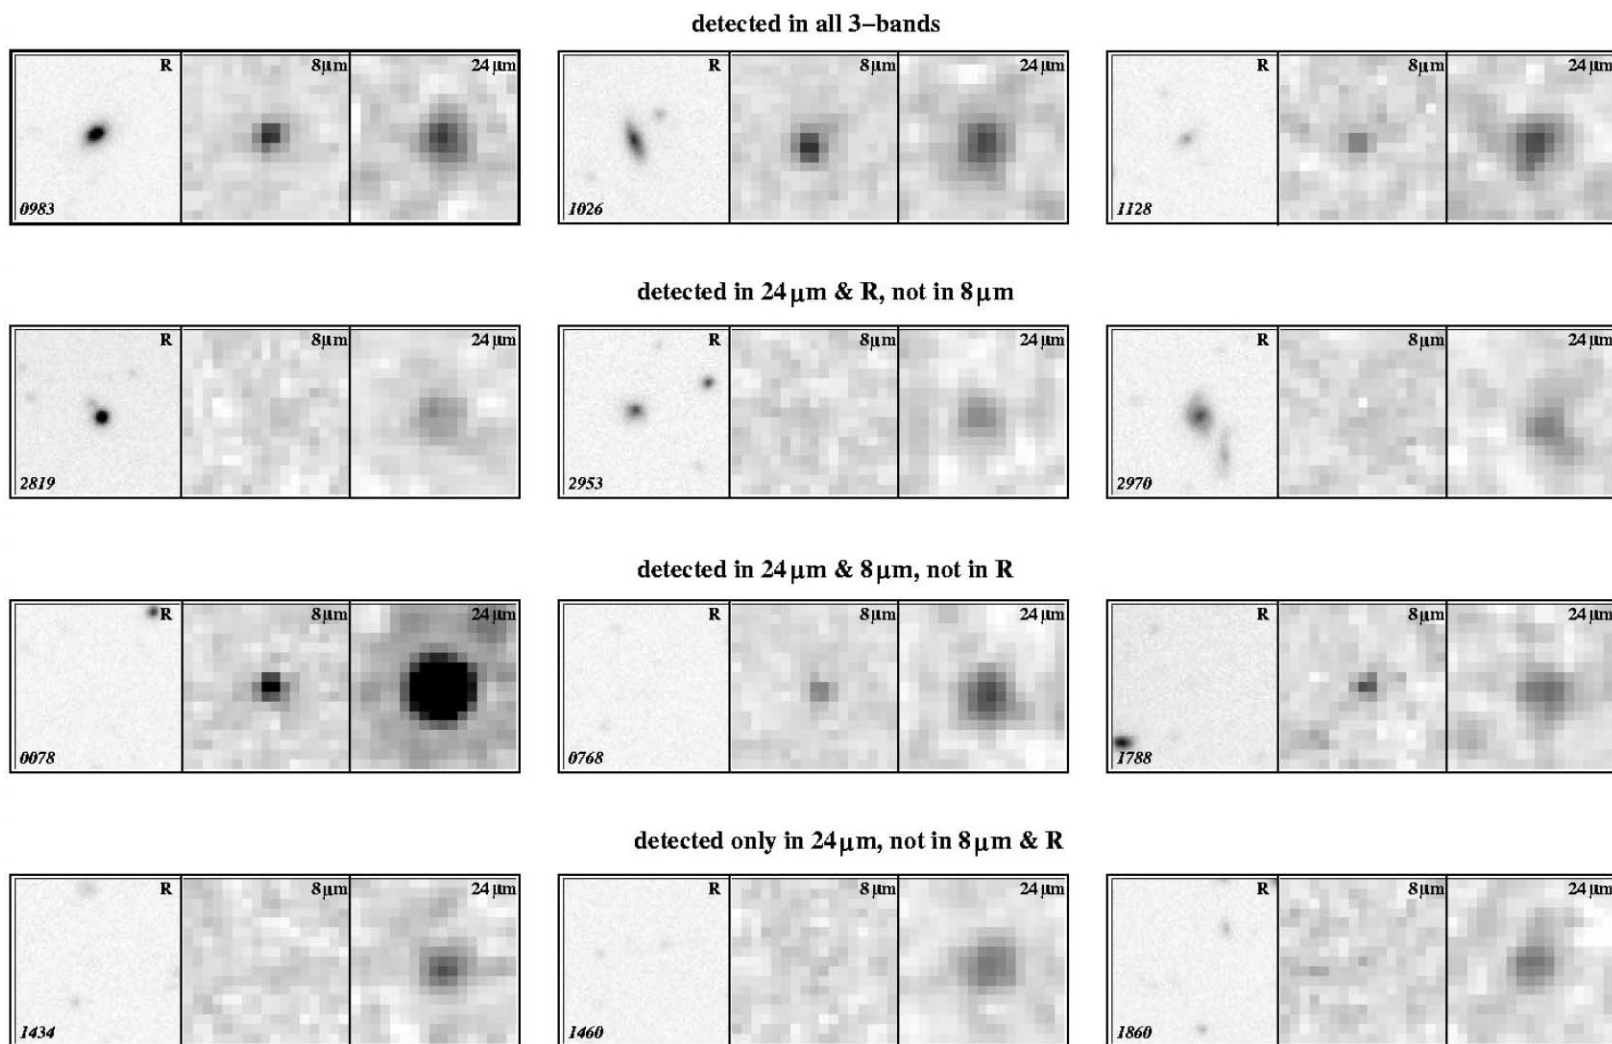 detected in all 3-bands
R 8μm 24μm R 8μm 24μm R 8μm 24μm
0983 1026 1128
detected in 24μm & R, not in 8μm
R 8μm 24μm R 8μm 24μm R 8μm 24μm
2819 2953 2970
detected in 24μm & 8μm, not in R
R 8μm 24μm R 8μm 24μm R 8μm 24μm
0078 0768 1788
detected only in 24μm, not in 8μm & R
R 8μm 24μm R 8μm 24μm R 8μm 24μm
1434 1460 1860